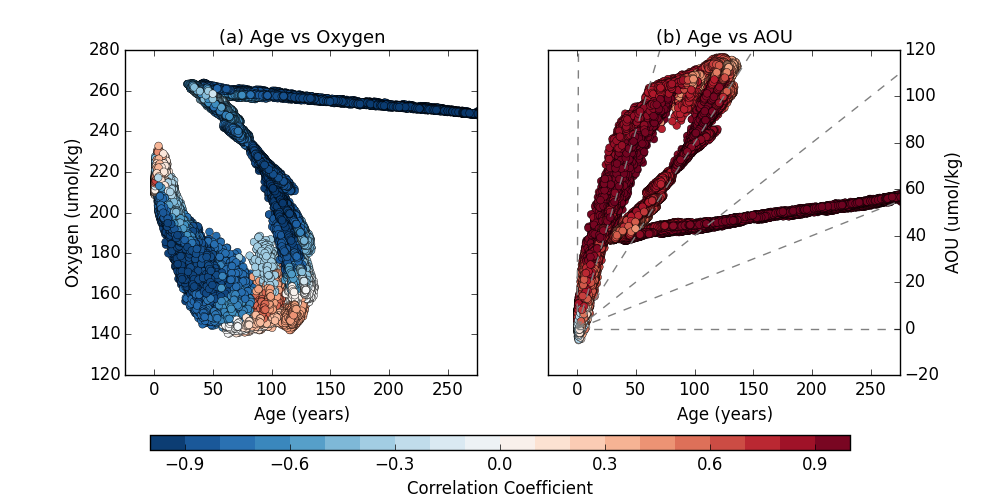 (a) Age vs Oxygen
(b) Age vs AOU
280
260
240
220
200
180
160
140
120
Oxygen (umol/kg)
0 50 100 150 200 250
Age (years)
120
100
80
60
40
20
0
−20
AOU (umol/kg)
0 50 100 150 200 250
Age (years)
−0.9 −0.6 −0.3 0.0 0.3 0.6 0.9
Correlation Coefficient